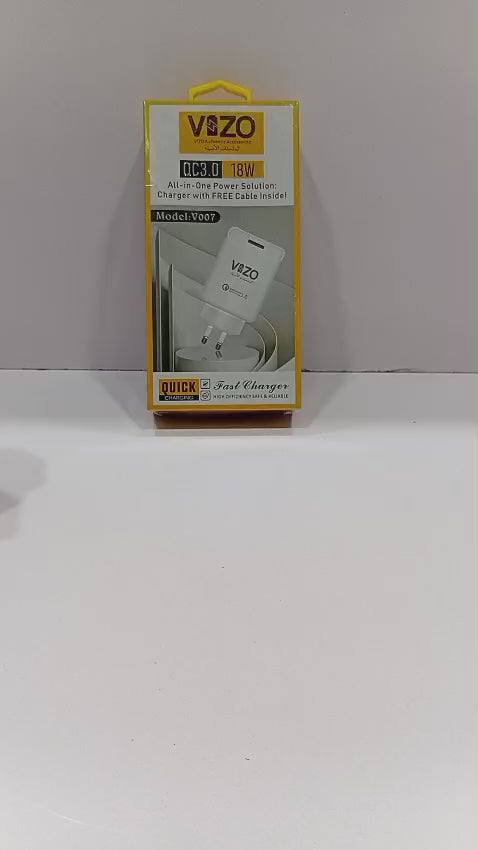 VIZO
QC3.0 18W
All-in-One Power Solution:
Charger with FREE Cable Inside!
Model:V007
VIZO
QUICK
CHARGING
Fast Charger
HIGH EFFICIENCY SAFE & RELIABLE